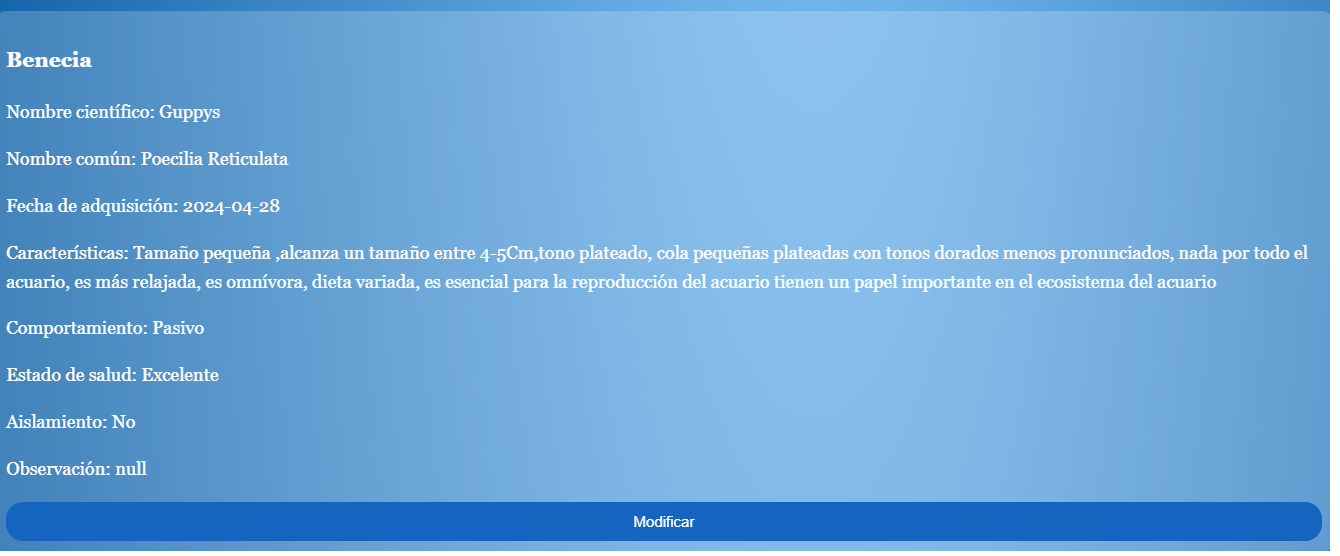 Benecia
Nombre científico: Guppys
Nombre común: Poecilia Reticulata
Fecha de adquisición: 2024-04-28
Características: Tamaño pequeña ,alcanza un tamaño entre 4-5Cm,tono plateado, cola pequeñas plateadas con tonos dorados menos pronunciados, nada por todo el
acuario, es más relajada, es omnívora, dieta variada, es esencial para la reproducción del acuario tienen un papel importante en el ecosistema del acuario
Comportamiento: Pasivo
Estado de salud: Excelente
Aislamiento: No
Observación: null
Modificar